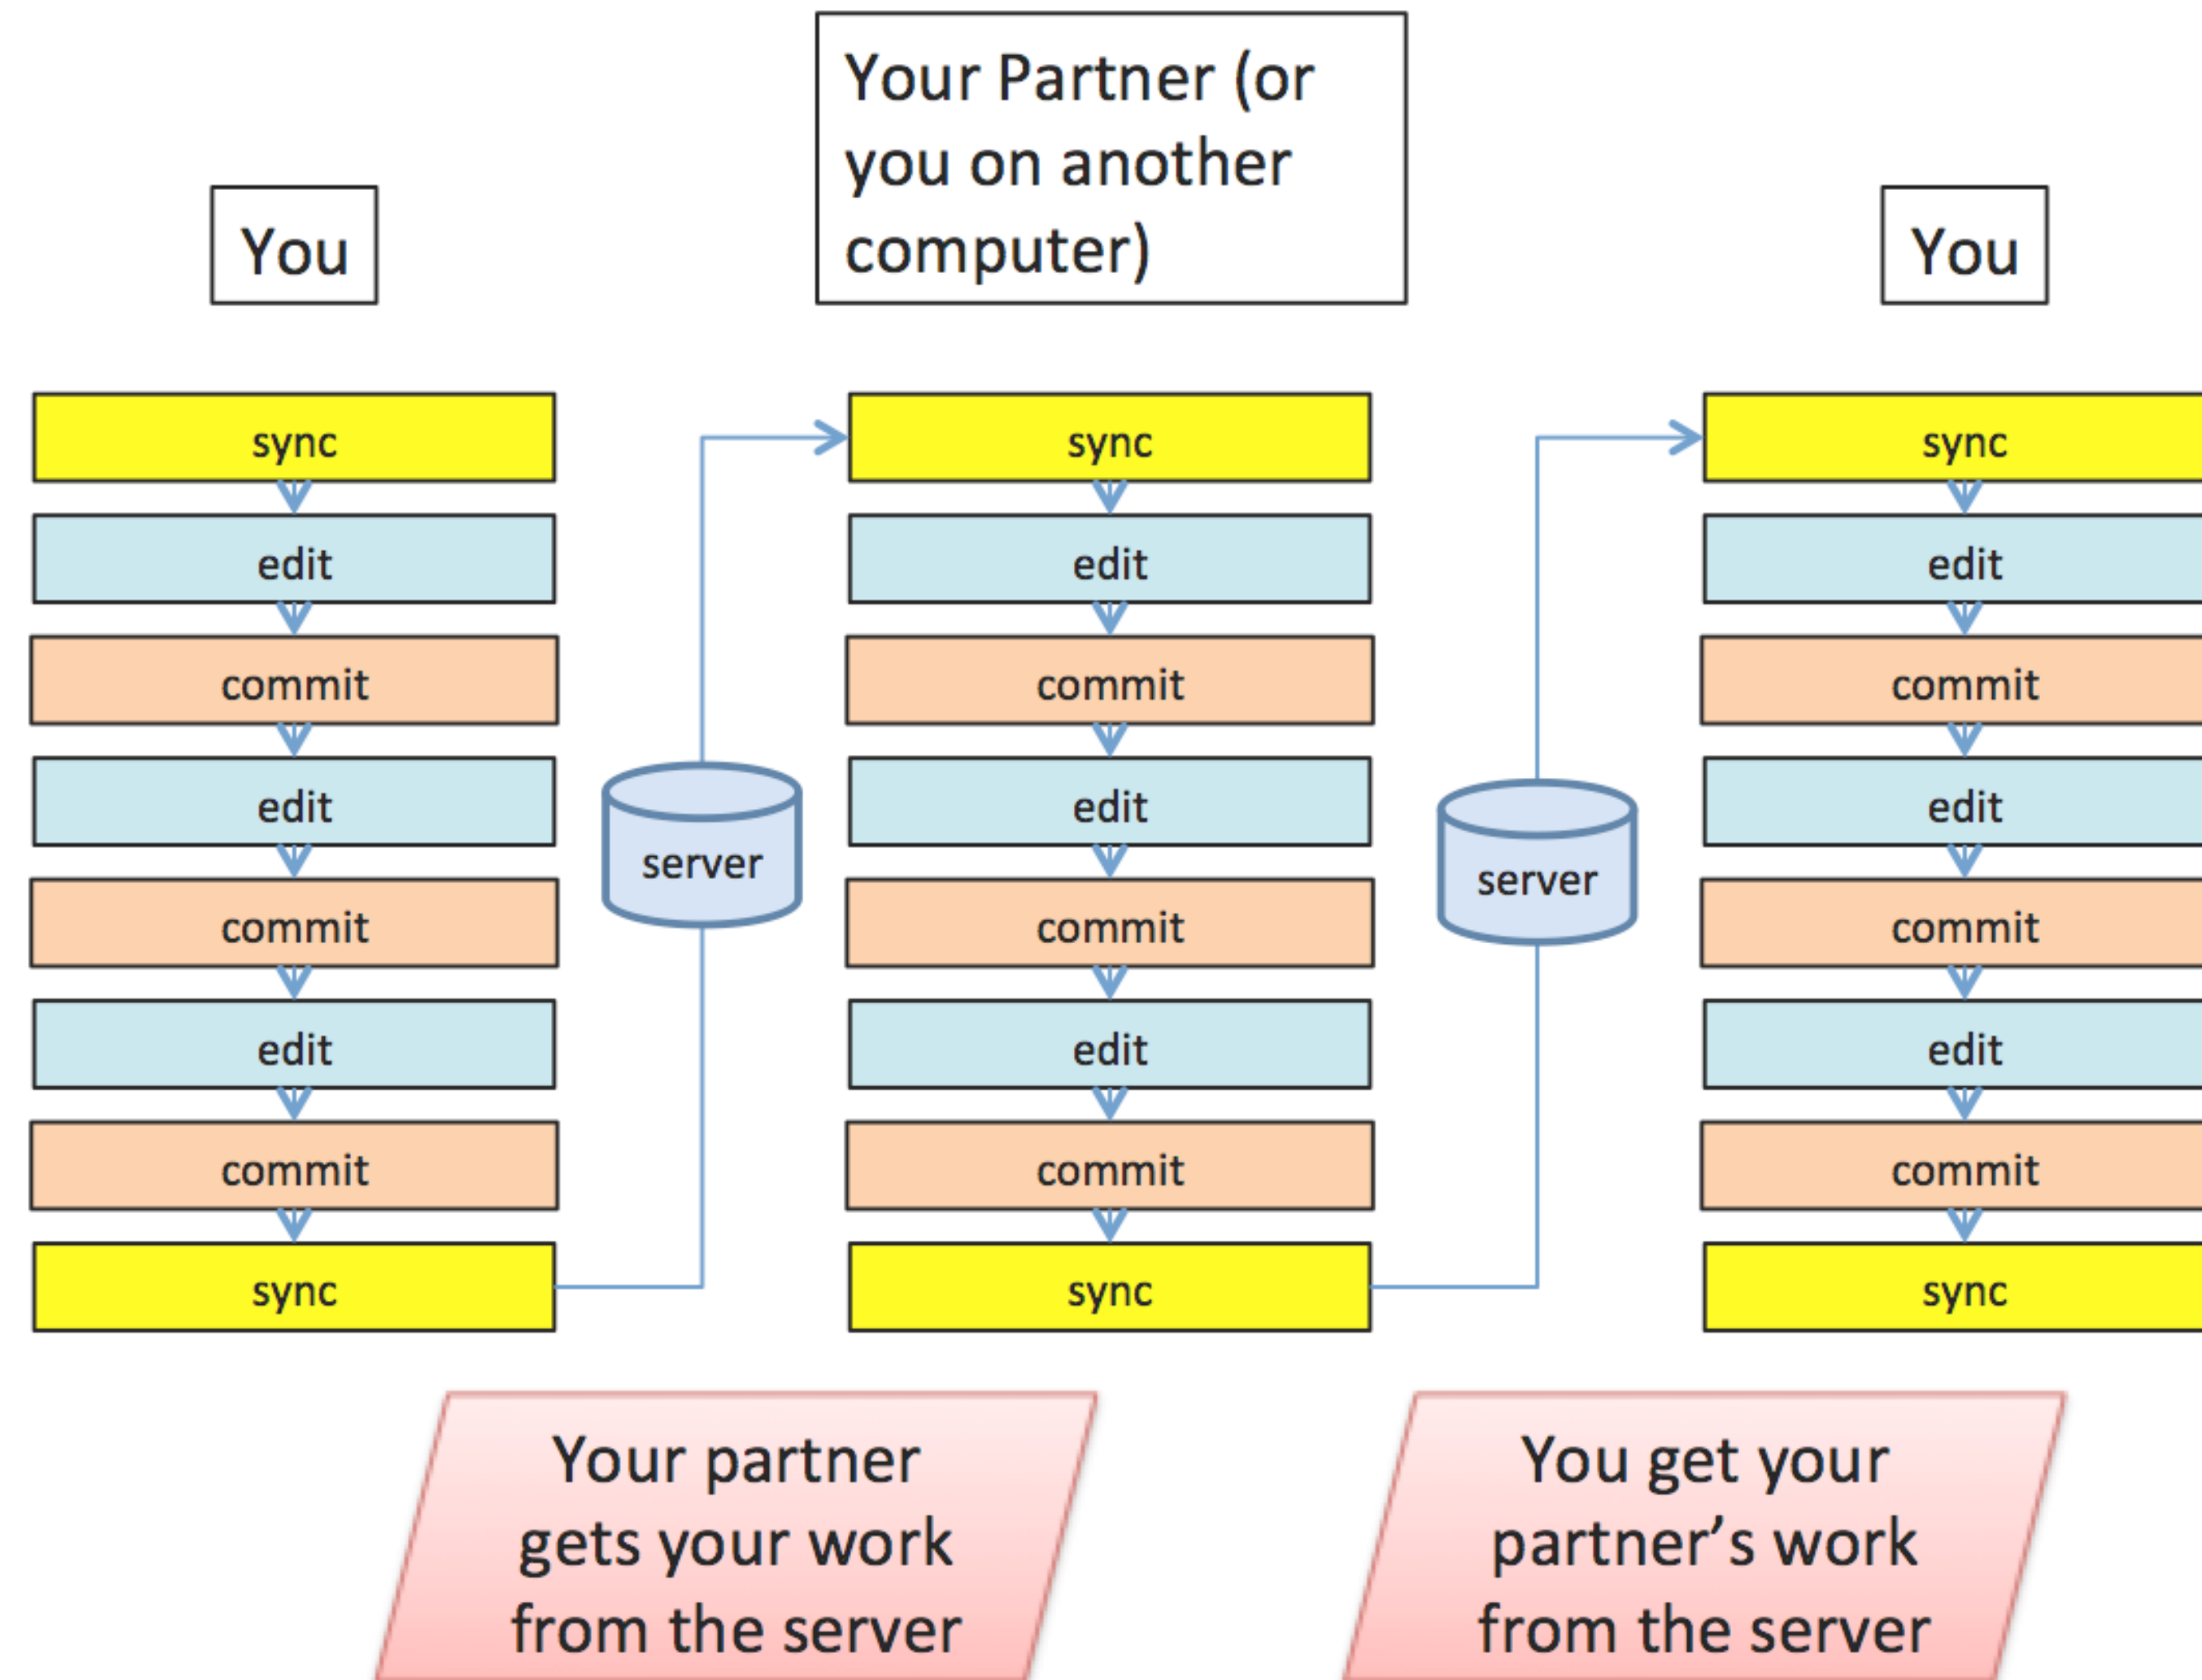 Your Partner (or
you on another
computer)
You
You
sync
sync
sync
edit
edit
edit
commit
commit
commit
edit
edit
edit
server
server
commit
commit
commit
edit
edit
edit
commit
commit
commit
sync
sync
sync
Your partner
gets your work
from the server
You get your
partner’s work
from the server